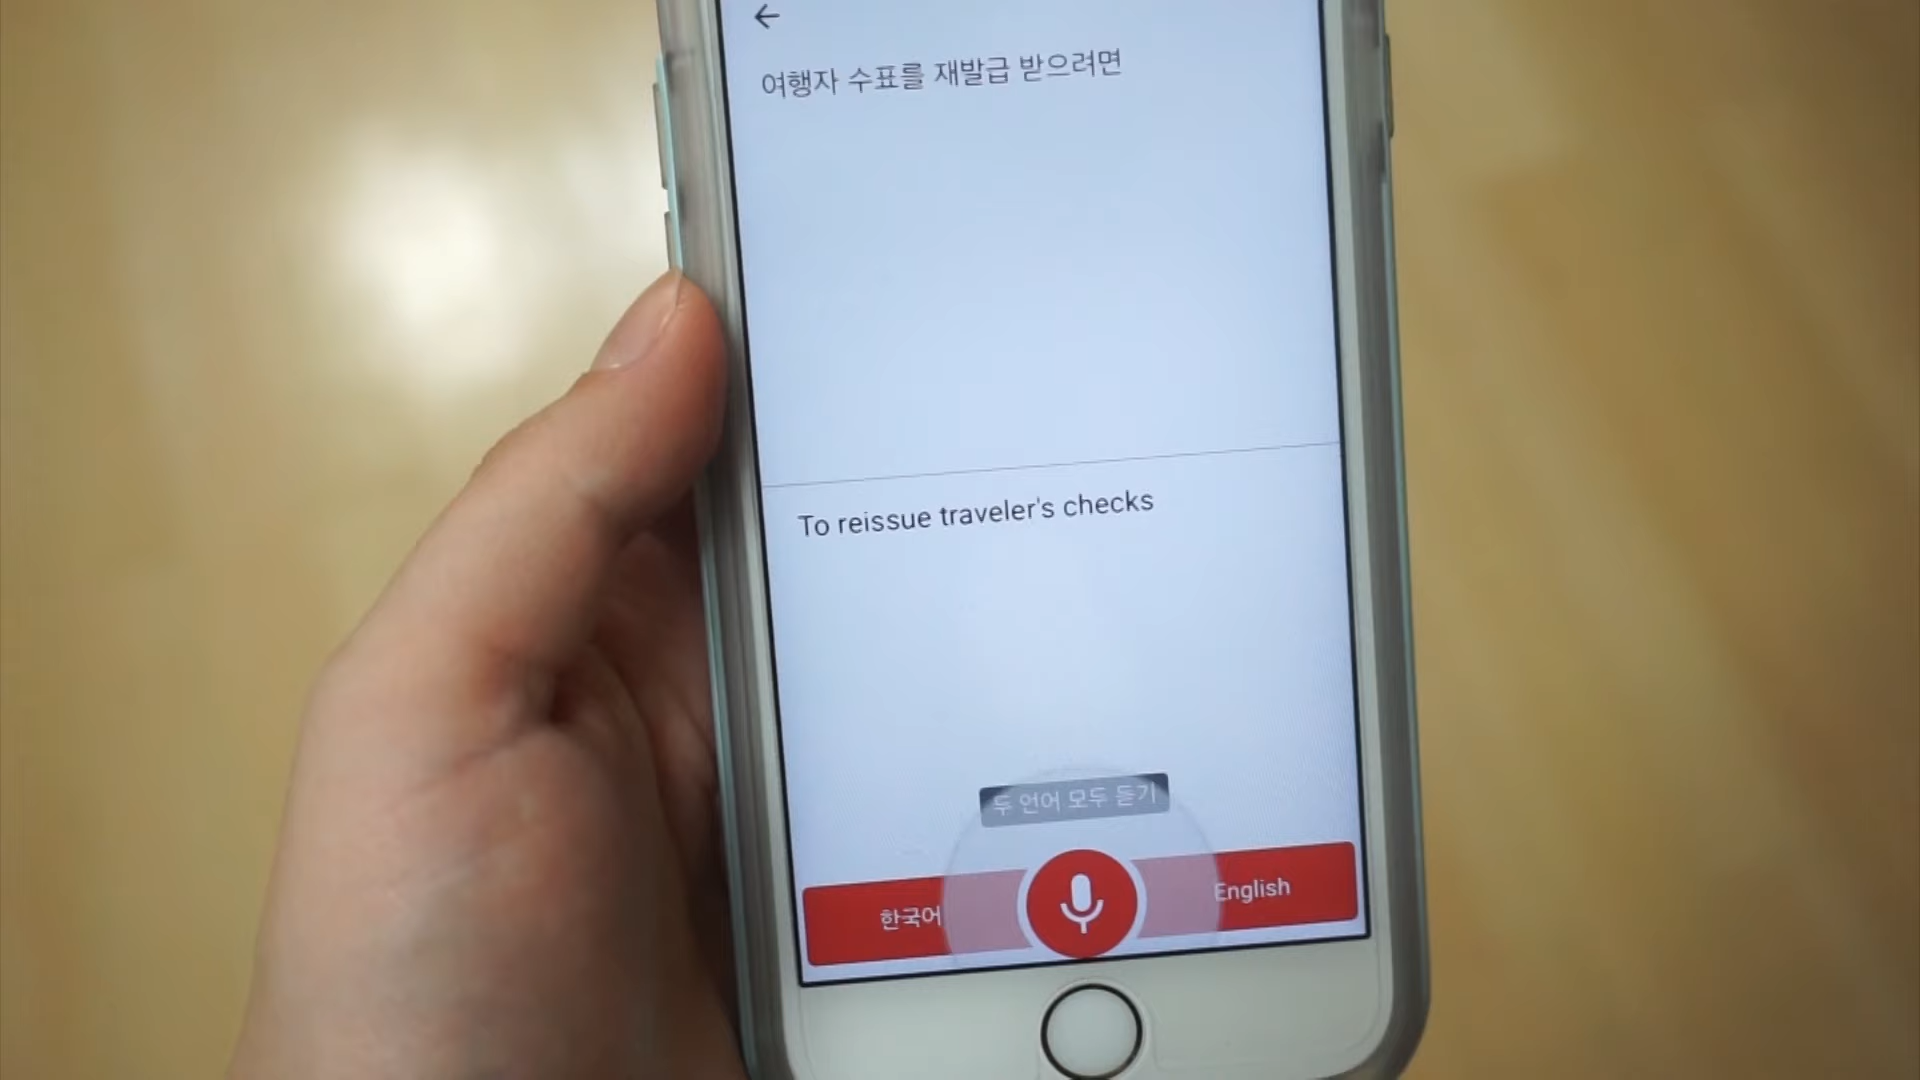 여행자 수표를 재발급 받으려면
To reissue traveler's checks
두 언어 모두 듣기
한국어
English